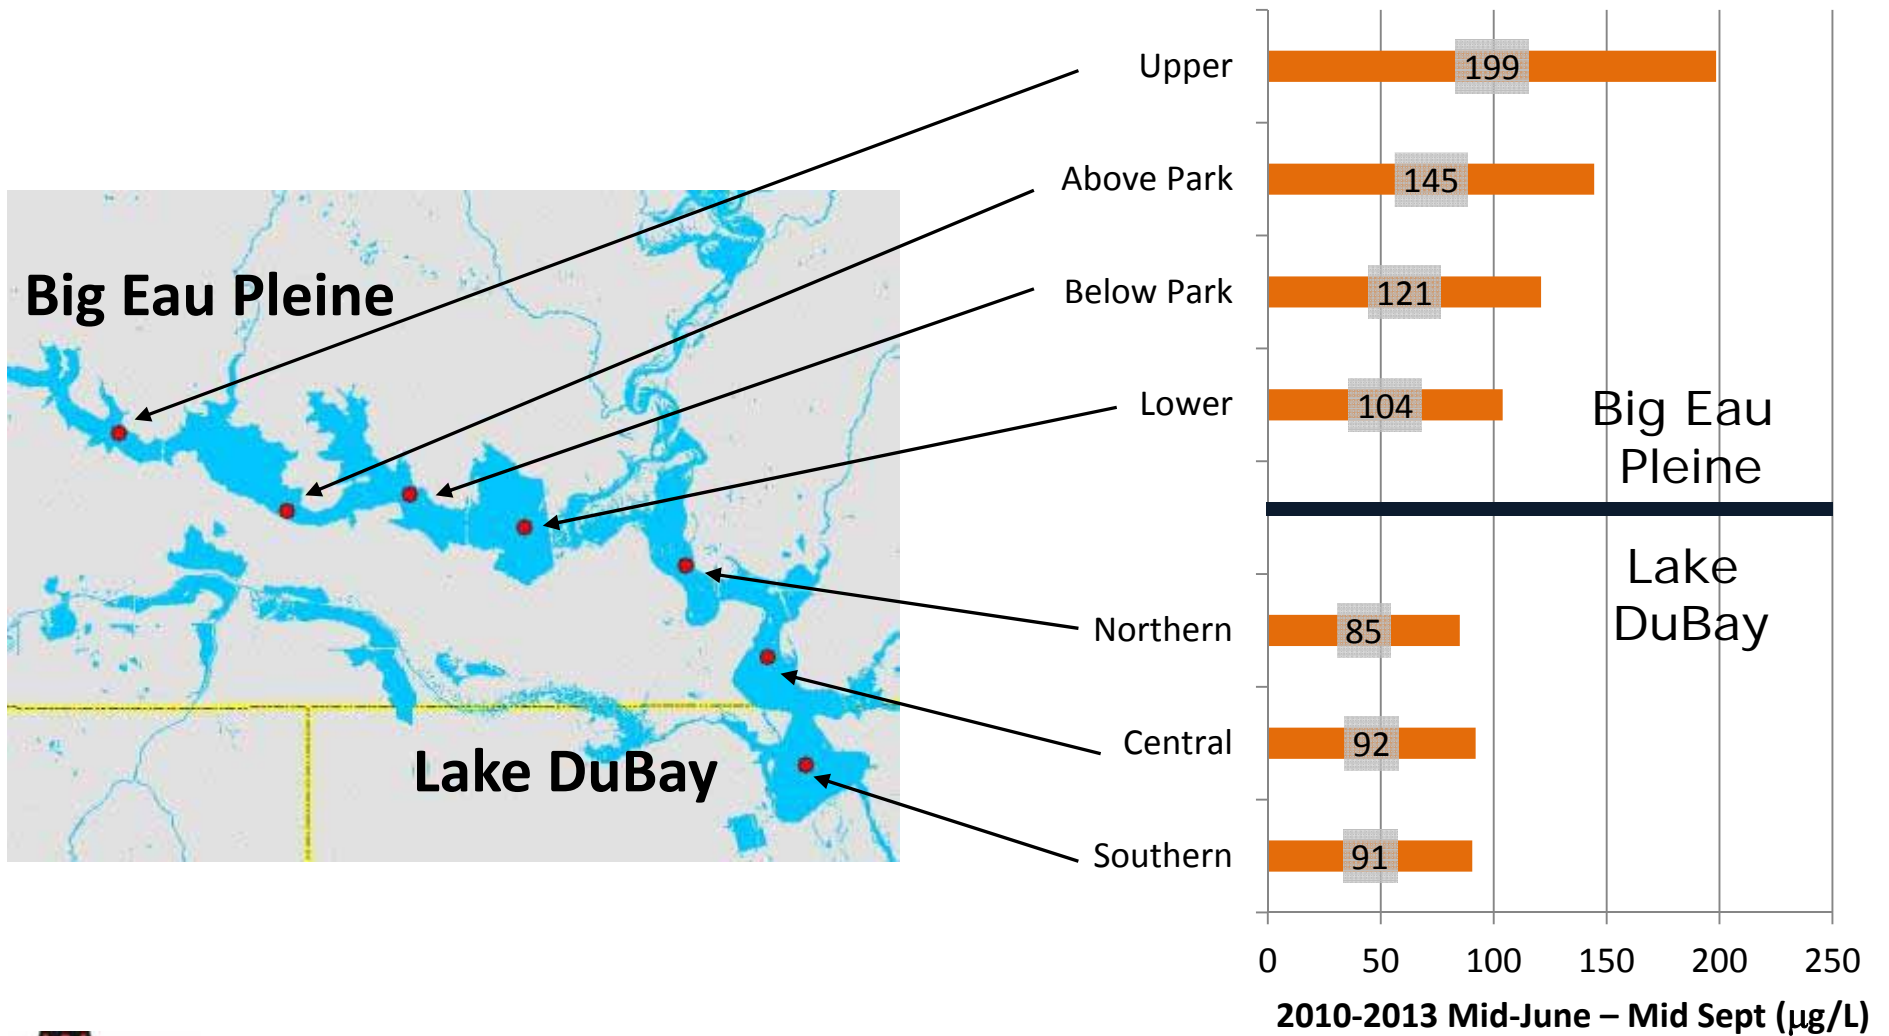 Big Eau Pleine
Lake DuBay
Upper
199
Above Park
145
Below Park
121
Lower
104
Big Eau
Pleine
Lake
DuBay
Northern
85
Central
92
Southern
91
0 50 100 150 200 250
2010-2013 Mid-June – Mid Sept (µg/L)